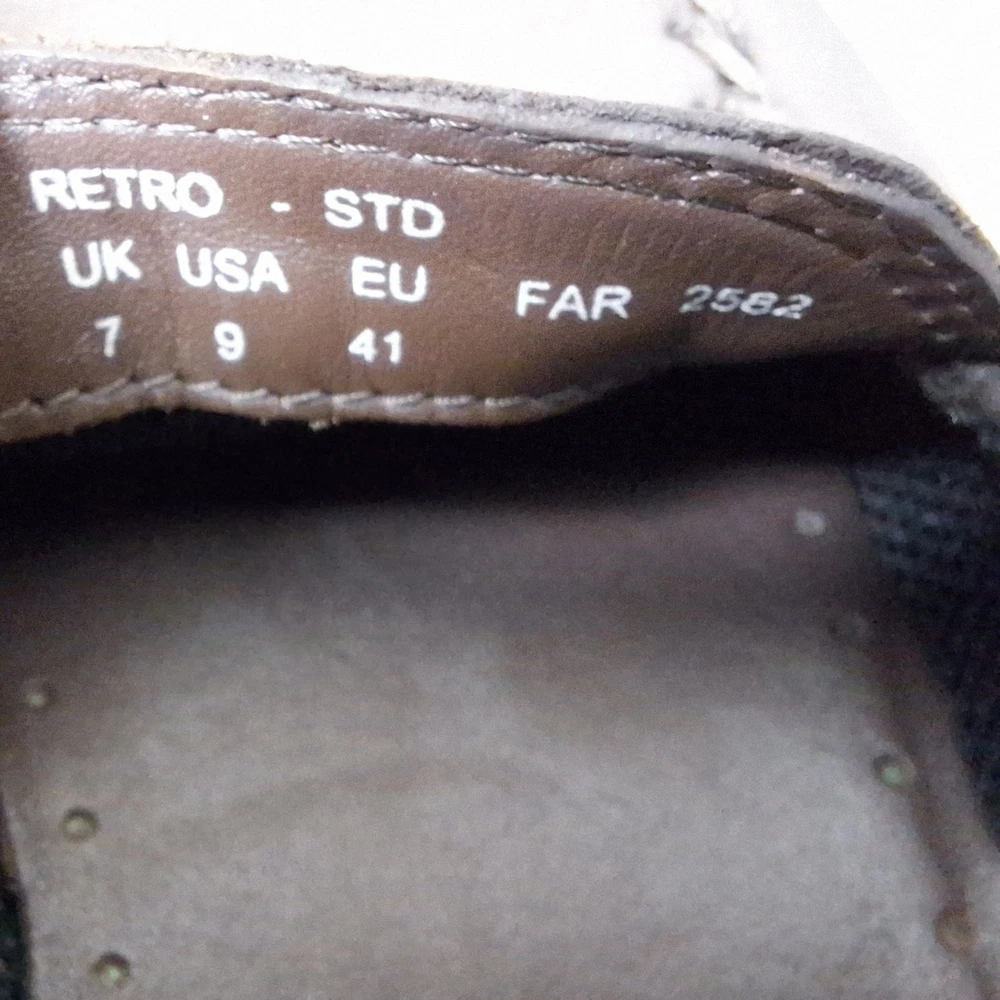 RETRO - STD
UK USA EU FAR 2582
7 9 41